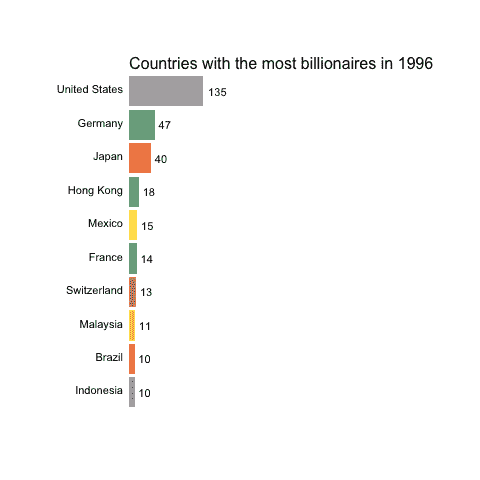 Countries with the most billionaires in 1996
United States 135
Germany 47
Japan 40
Hong Kong 18
Mexico 15
France 14
Switzerland 13
Malaysia 11
Brazil 10
Indonesia 10